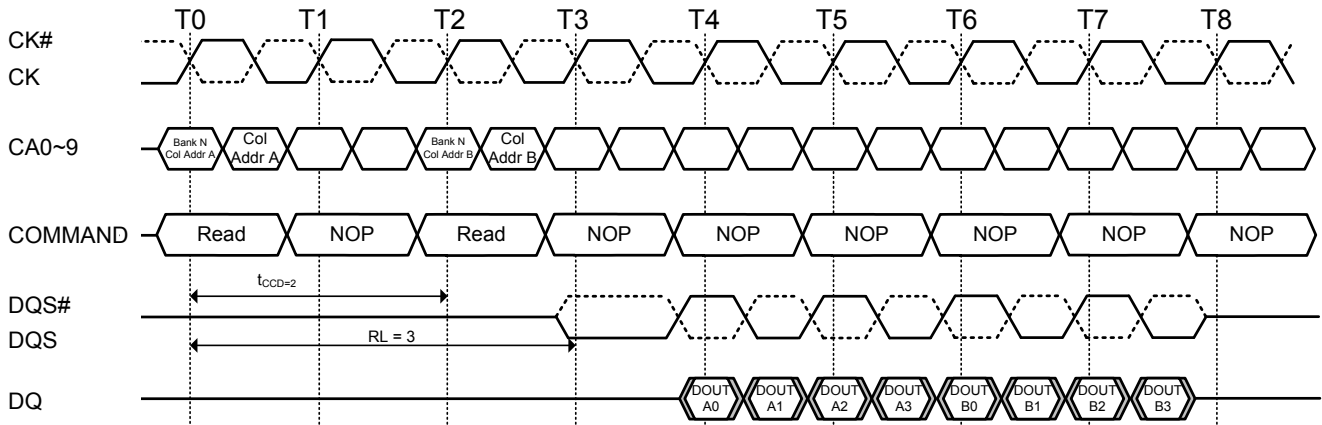 T0 T1 T2 T3 T4 T5 T6 T7 T8
CK#
CK
CA0~9
Bank N
Col Addr A
Col
Addr A
Bank N
Col Addr B
Col
Addr B
COMMAND Read NOP Read NOP NOP NOP NOP NOP NOP
tCCD=2
DQS#
DQS
RL = 3
DQ
DOUT
A0
DOUT
A1
DOUT
A2
DOUT
A3
DOUT
B0
DOUT
B1
DOUT
B2
DOUT
B3